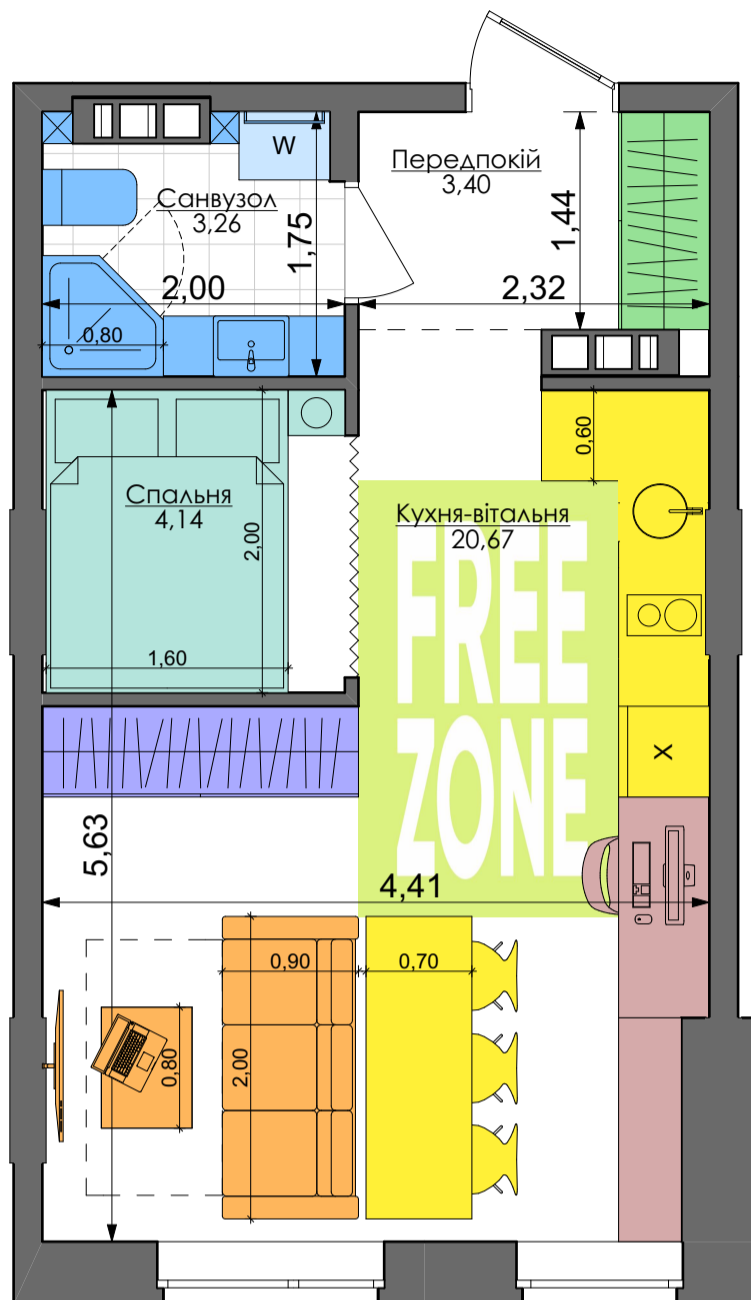 W
Передпокій
3,40
Санвузол
3,26
1,75
1,44
2,00
2,32
0,80
0,60
Спальня
4,14
2,00
Кухня-вітальня
20,67
FREE
ZONE
1,60
X
5,63
4,41
0,90
0,70
0,80
2,00